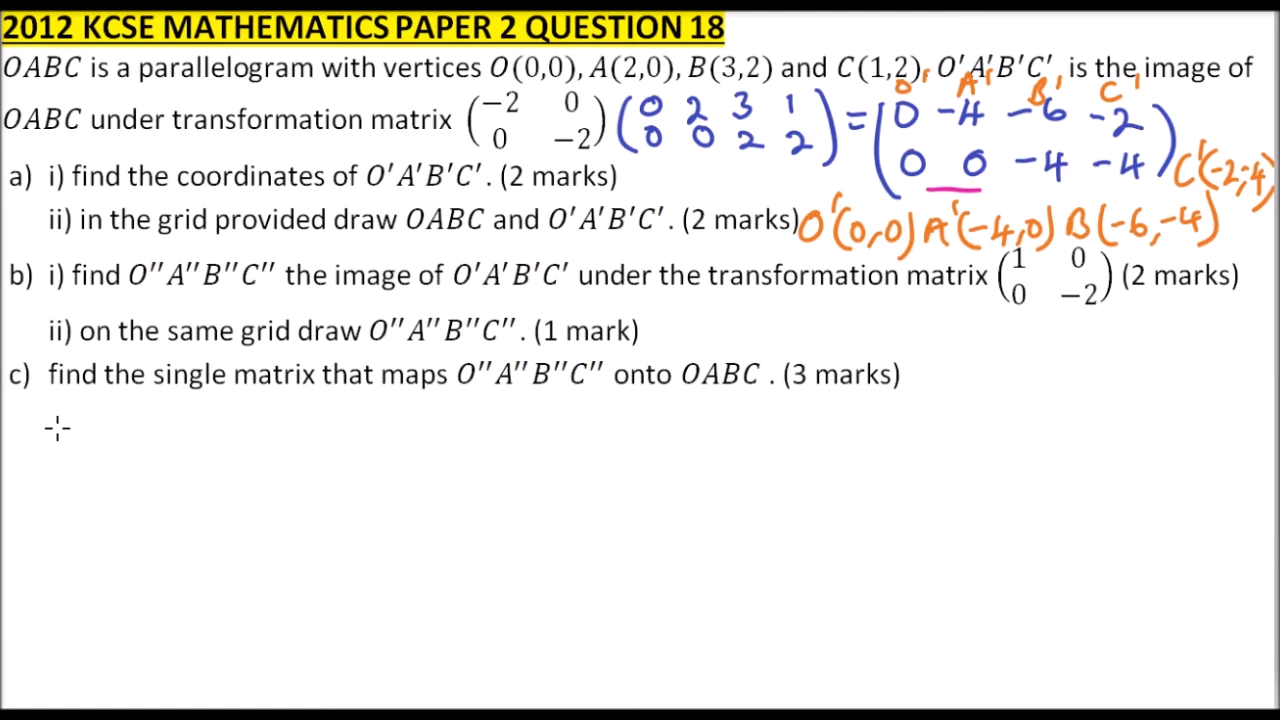 2012 KCSE MATHEMATICS PAPER 2 QUESTION 18
OABC is a parallelogram with vertices O(0,0), A(2,0), B(3,2) and C(1,2). O'A'B'C' is the image of
O' A' B' C'
OABC under transformation matrix (−2 0 / 0 −2) (0 2 3 1 / 0 0 2 2) = (0 -4 -6 -2 / 0 0 -4 -4)
a) i) find the coordinates of O'A'B'C'. (2 marks) C'(-2,-4)
ii) in the grid provided draw OABC and O'A'B'C'. (2 marks) O'(0,0) A'(-4,0) B(-6,-4)
b) i) find O''A''B''C'' the image of O'A'B'C' under the transformation matrix (1 0 / 0 −2) (2 marks)
ii) on the same grid draw O''A''B''C''. (1 mark)
c) find the single matrix that maps O''A''B''C'' onto OABC . (3 marks)